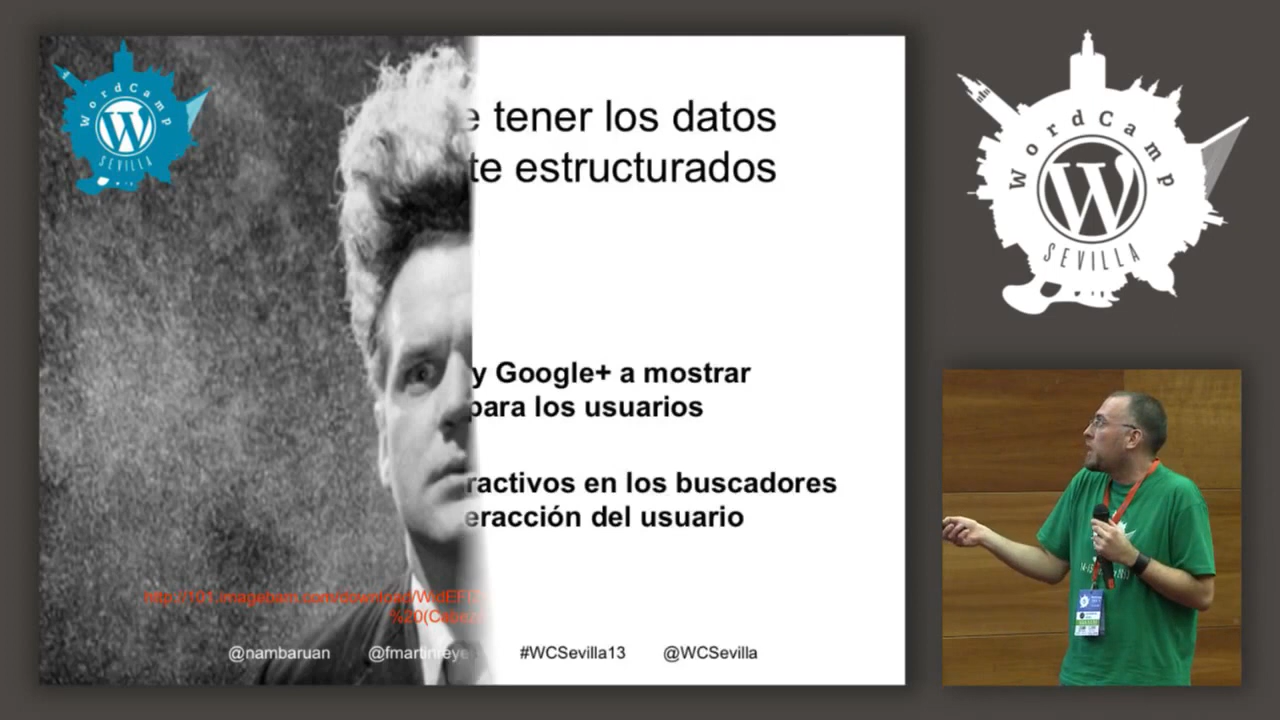 WordCamp
SEVILLA
e tener los datos
te estructurados
y Google+ a mostrar
para los usuarios
ractivos en los buscadores
eracción del usuario
@nambaruan @fmartinreye #WCSevilla13 @WCSevilla
WordCamp
SEVILLA